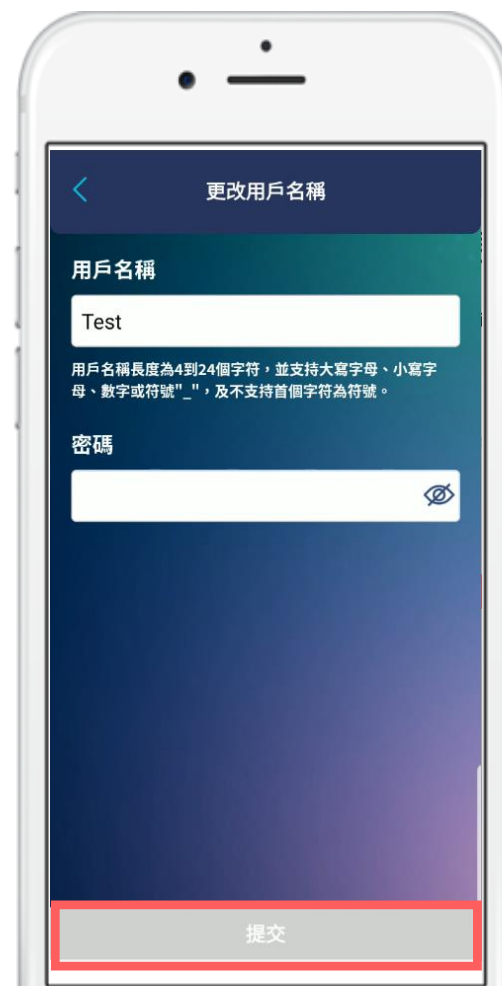 更改用戶名稱
用戶名稱
Test
用戶名稱長度為4到24個字符，並支持大寫字母、小寫字
母、數字或符號"_"，及不支持首個字符為符號。
密碼
提交